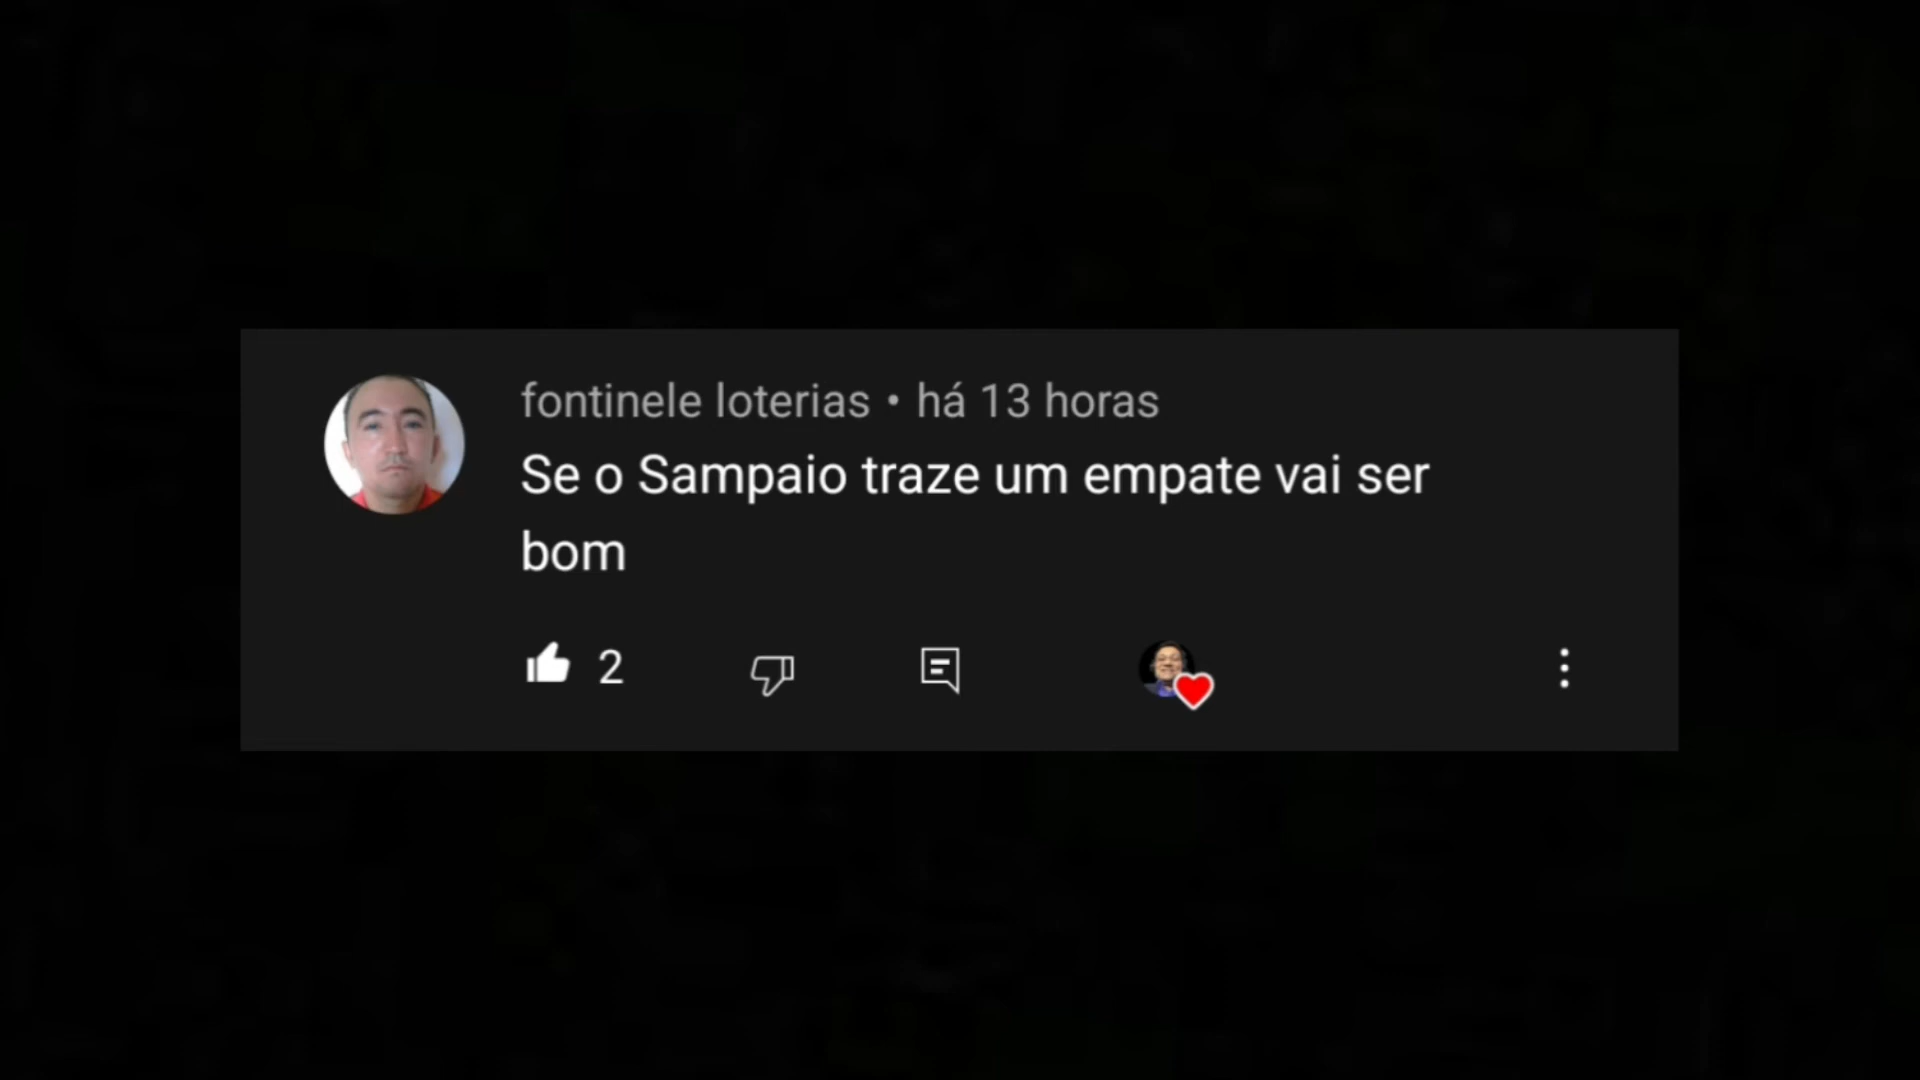 fontinele loterias • há 13 horas
Se o Sampaio traze um empate vai ser
bom
2